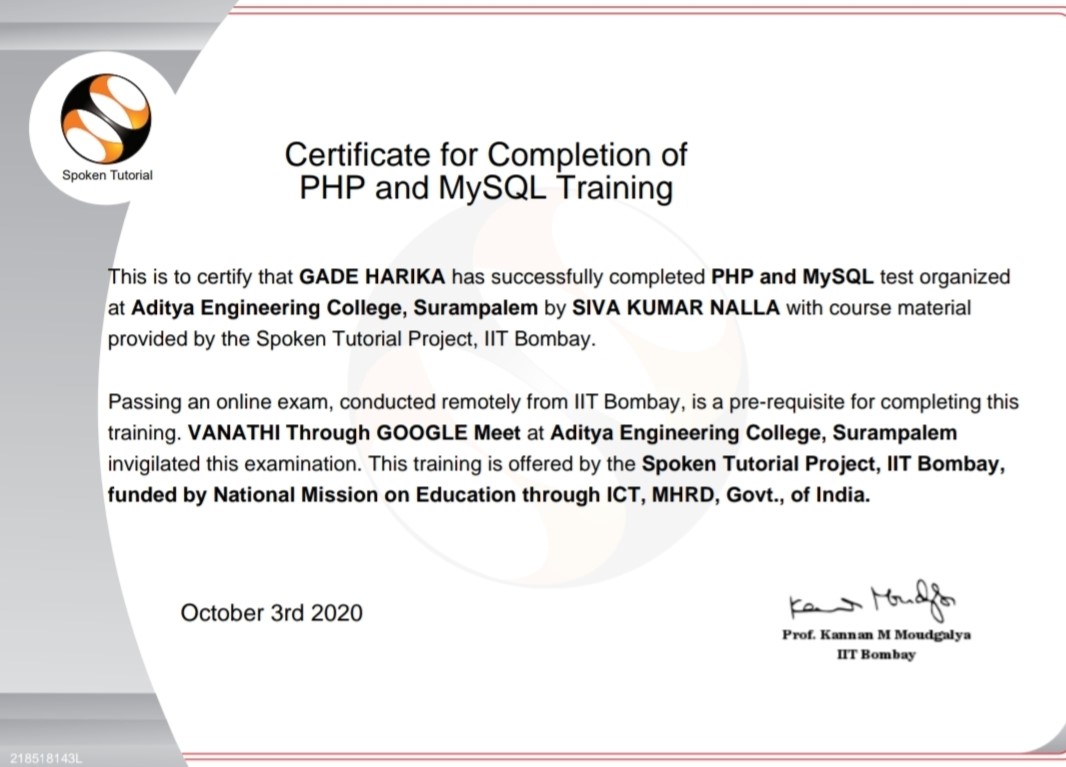 Spoken Tutorial
Certificate for Completion of
PHP and MySQL Training
This is to certify that GADE HARIKA has successfully completed PHP and MySQL test organized
at Aditya Engineering College, Surampalem by SIVA KUMAR NALLA with course material
provided by the Spoken Tutorial Project, IIT Bombay.
Passing an online exam, conducted remotely from IIT Bombay, is a pre-requisite for completing this
training. VANATHI Through GOOGLE Meet at Aditya Engineering College, Surampalem
invigilated this examination. This training is offered by the Spoken Tutorial Project, IIT Bombay,
funded by National Mission on Education through ICT, MHRD, Govt., of India.
October 3rd 2020
Prof. Kannan M Moudgalya
IIT Bombay
218518143L